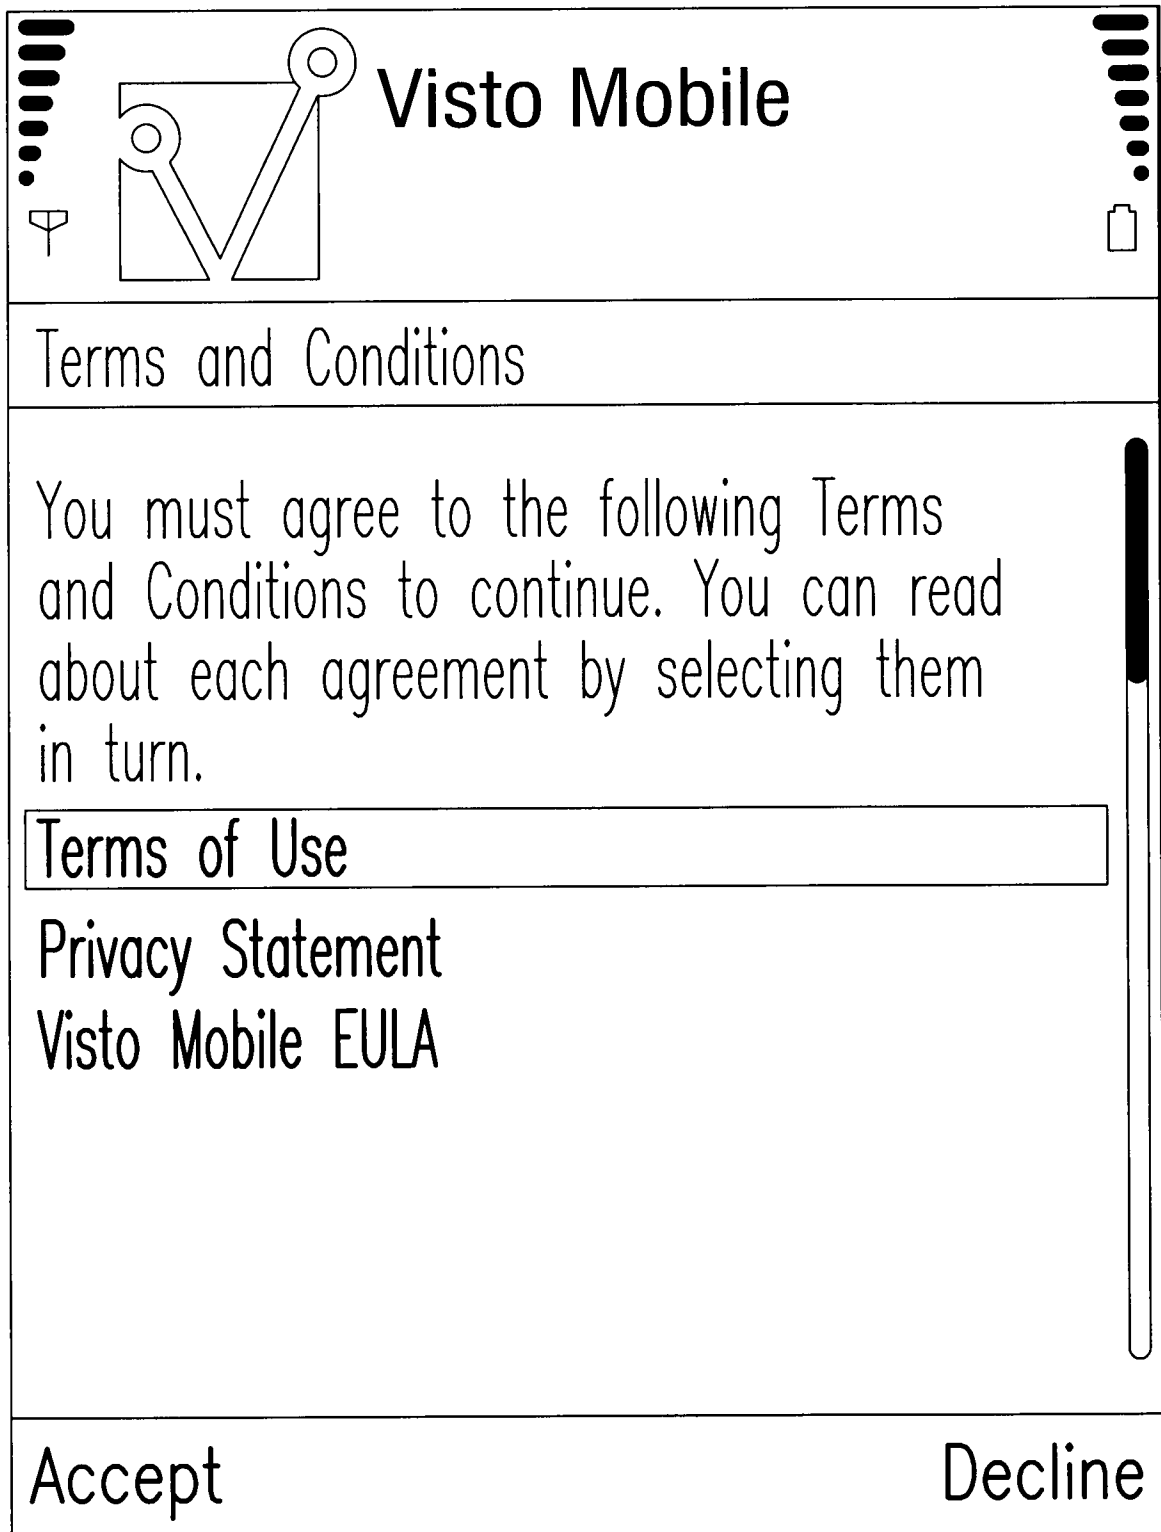 Visto Mobile
Terms and Conditions
You must agree to the following Terms
and Conditions to continue. You can read
about each agreement by selecting them
in turn.
Terms of Use
Privacy Statement
Visto Mobile EULA
Accept
Decline